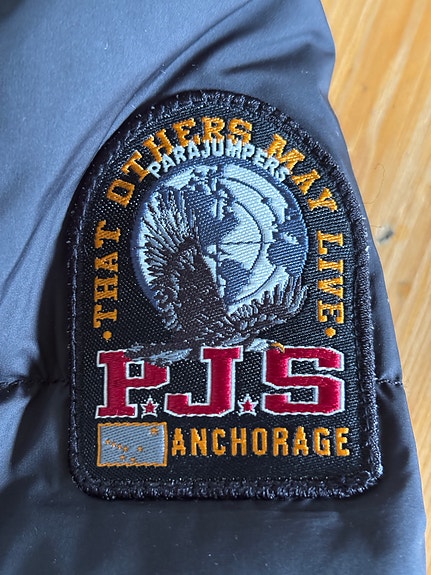 ·THAT OTHERS MAY LIVE·
PARAJUMPERS
P.J.S
ANCHORAGE